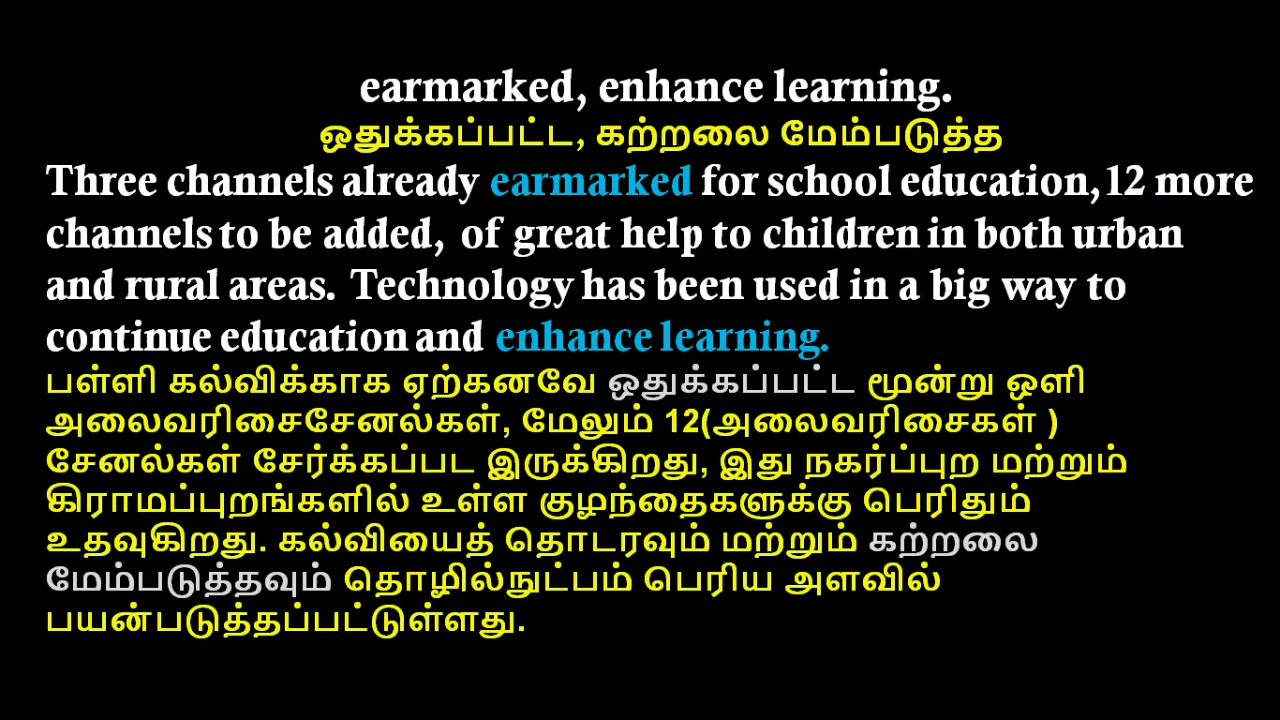 earmarked, enhance learning.
ஒதுக்கப்பட்ட, கற்றலை மேம்படுத்த
Three channels already earmarked for school education, 12 more
channels to be added, of great help to children in both urban
and rural areas. Technology has been used in a big way to
continue education and enhance learning.
பள்ளி கல்விக்காக ஏற்கனவே ஒதுக்கப்பட்ட மூன்று ஒளி
அலைவரிசைசேனல்கள், மேலும் 12(அலைவரிசைகள் )
சேனல்கள் சேர்க்கப்பட இருக்கிறது, இது நகர்ப்புற மற்றும்
கிராமப்புறங்களில் உள்ள குழந்தைகளுக்கு பெரிதும்
உதவுகிறது. கல்வியைத் தொடரவும் மற்றும் கற்றலை
மேம்படுத்தவும் தொழில்நுட்பம் பெரிய அளவில்
பயன்படுத்தப்பட்டுள்ளது.